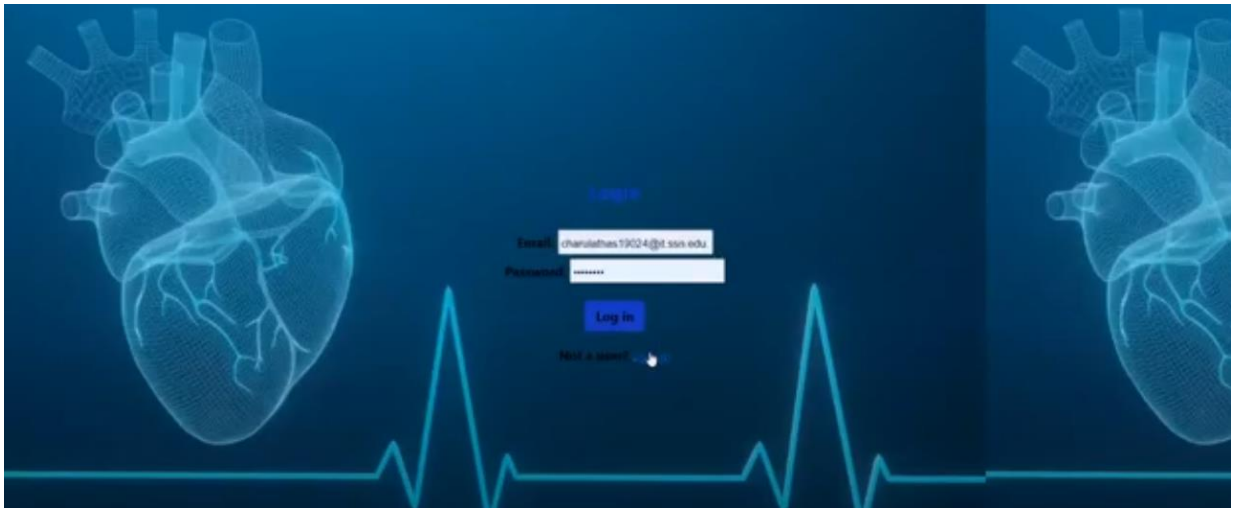 Login
Email: charulathas19024@it.ssn.edu.
Password: ••••••••
Log in
Not a user?